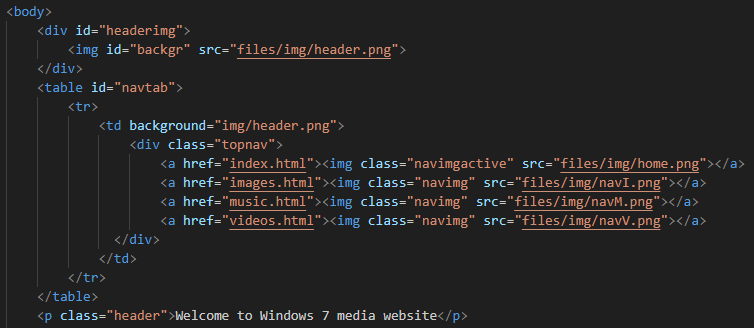 <body>
<div id="headerimg">
<img id="backgr" src="files/img/header.png">
</div>
<table id="navtab">
<tr>
<td background="img/header.png">
<div class="topnav">
<a href="index.html"><img class="navimgactive" src="files/img/home.png"></a>
<a href="images.html"><img class="navimg" src="files/img/navI.png"></a>
<a href="music.html"><img class="navimg" src="files/img/navM.png"></a>
<a href="videos.html"><img class="navimg" src="files/img/navV.png"></a>
</div>
</td>
</tr>
</table>
<p class="header">Welcome to Windows 7 media website</p>